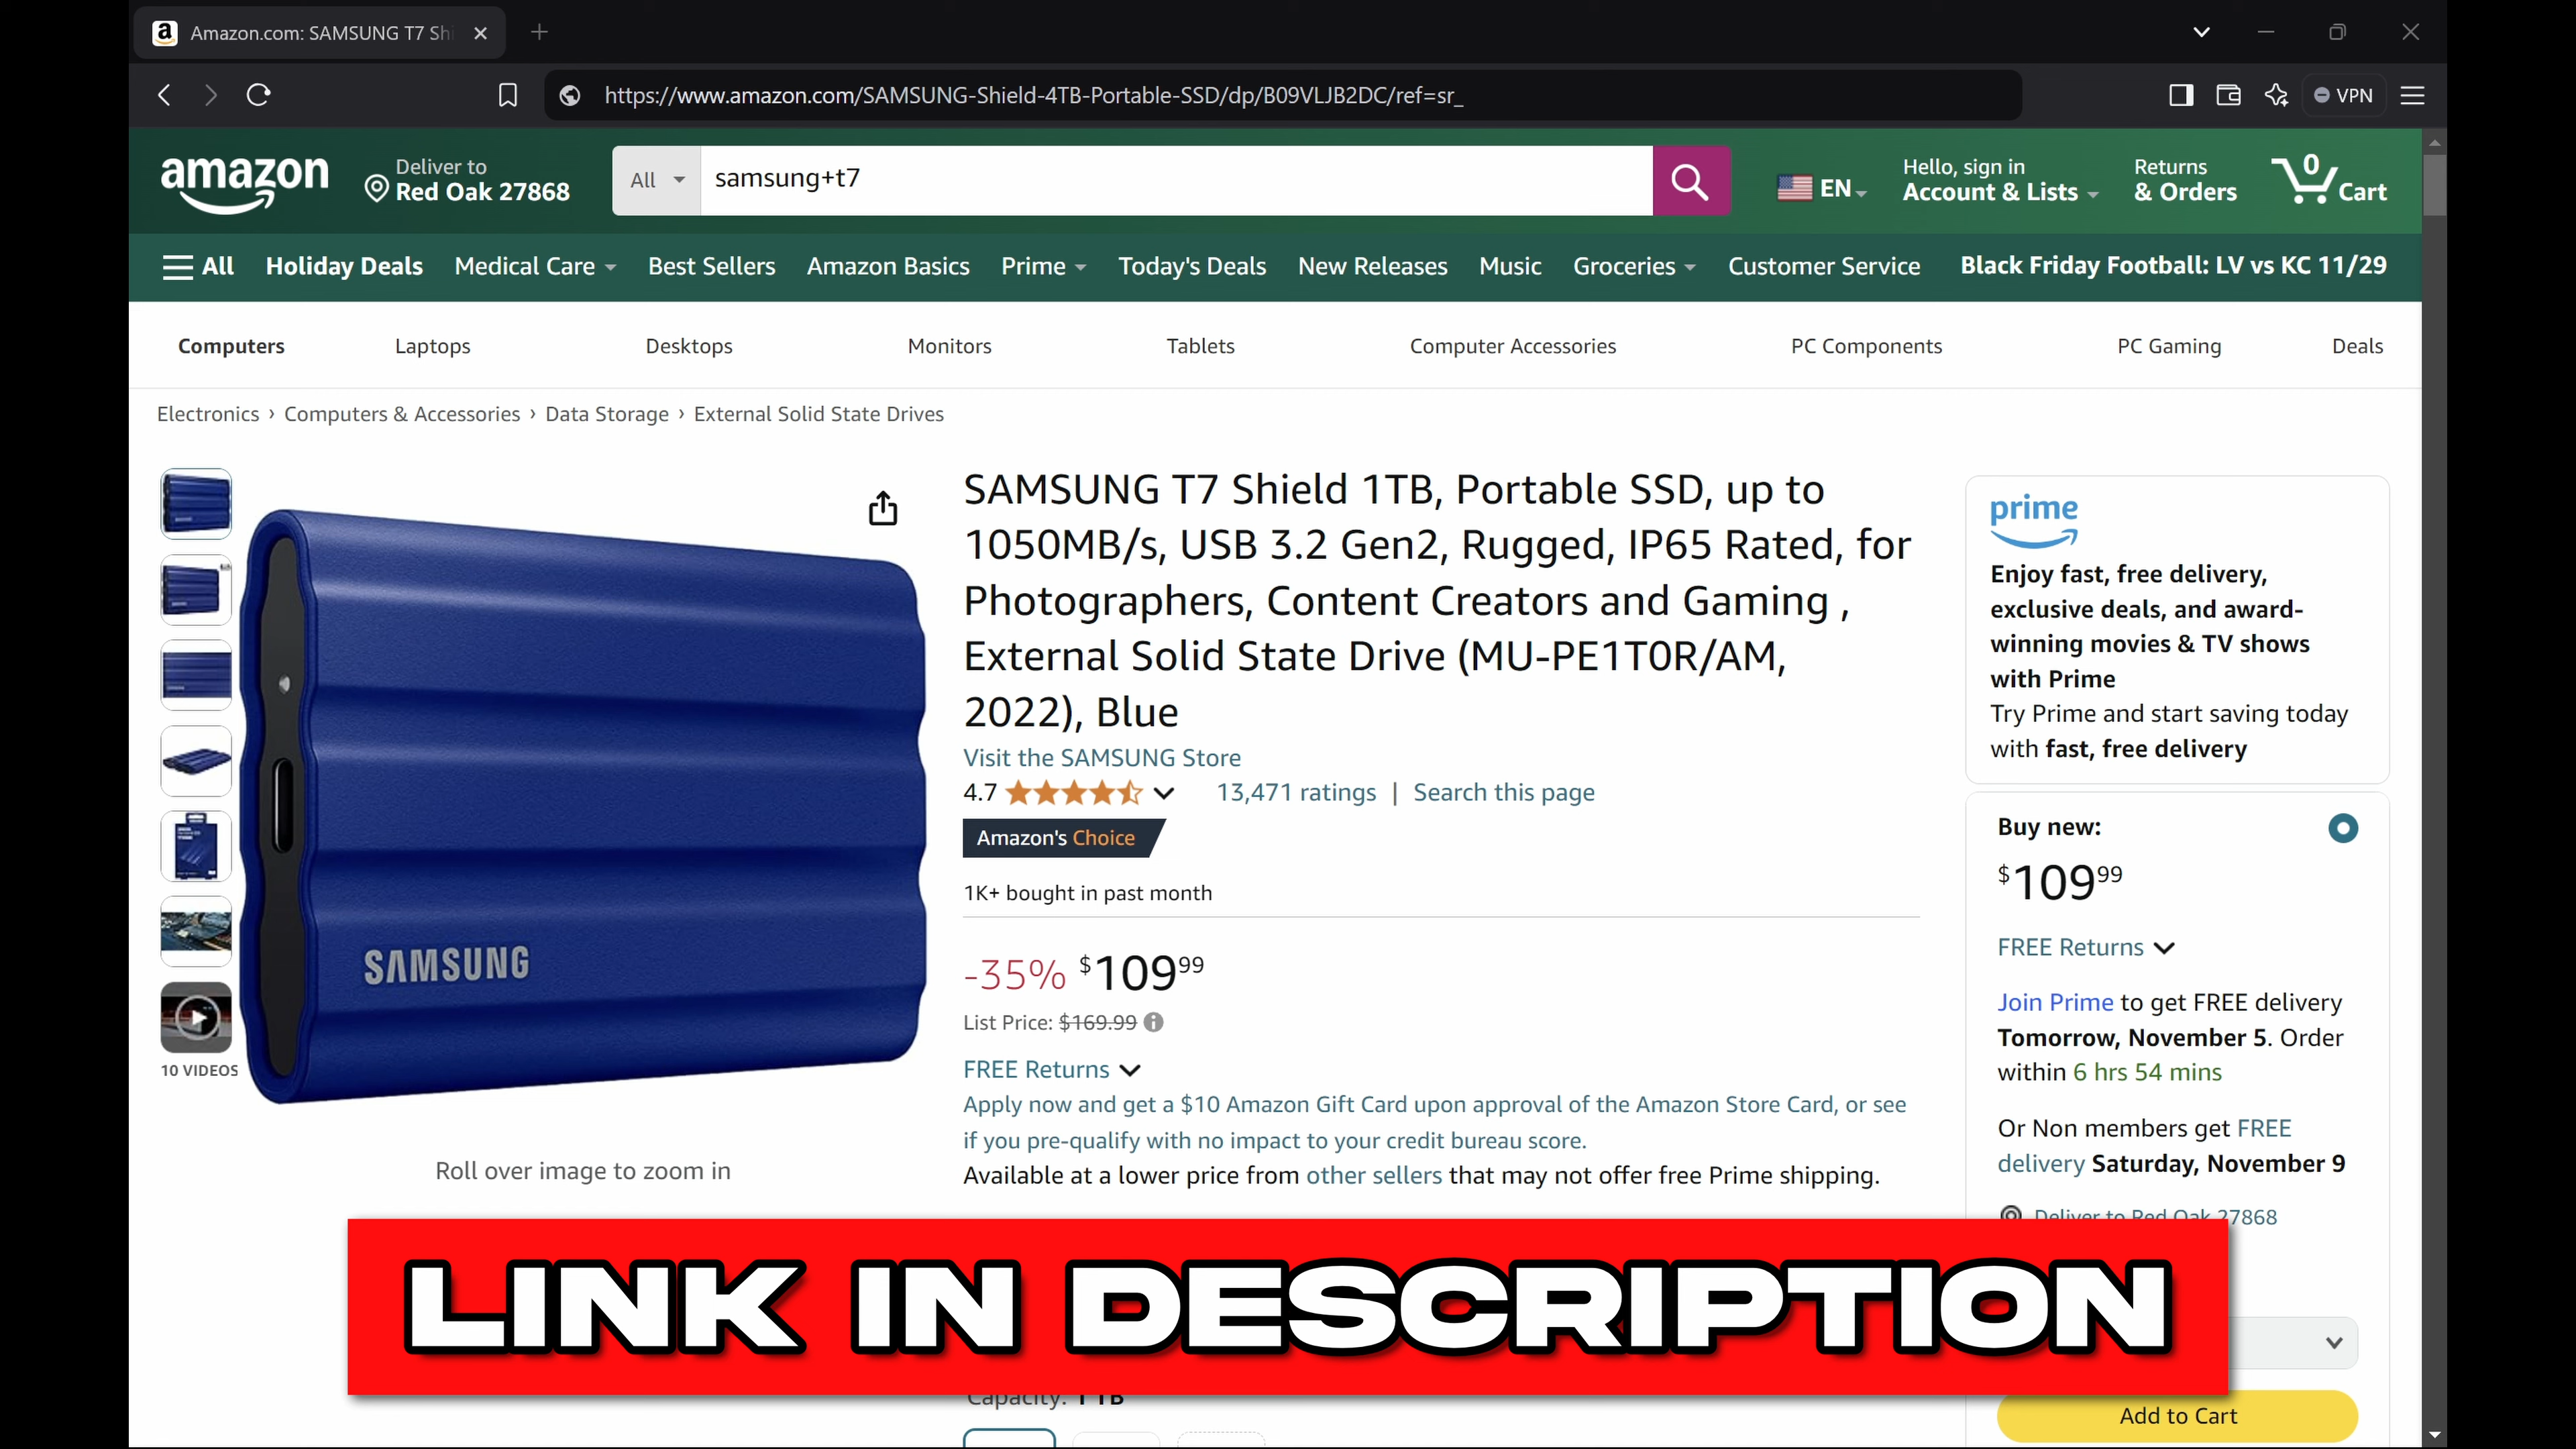 Amazon.com: SAMSUNG T7 Sh
https://www.amazon.com/SAMSUNG-Shield-4TB-Portable-SSD/dp/B09VLJB2DC/ref=sr_
VPN
amazon
Deliver to
Red Oak 27868
All
samsung+t7
EN
Hello, sign in
Account & Lists
Returns
& Orders
0
Cart
All
Holiday Deals
Medical Care
Best Sellers
Amazon Basics
Prime
Today's Deals
New Releases
Music
Groceries
Customer Service
Black Friday Football: LV vs KC 11/29
Computers
Laptops
Desktops
Monitors
Tablets
Computer Accessories
PC Components
PC Gaming
Deals
Electronics › Computers & Accessories › Data Storage › External Solid State Drives
SAMSUNG
10 VIDEOS
Roll over image to zoom in
SAMSUNG T7 Shield 1TB, Portable SSD, up to
1050MB/s, USB 3.2 Gen2, Rugged, IP65 Rated, for
Photographers, Content Creators and Gaming ,
External Solid State Drive (MU-PE1T0R/AM,
2022), Blue
Visit the SAMSUNG Store
4.7
13,471 ratings | Search this page
Amazon's Choice
1K+ bought in past month
-35% $109 99
List Price: $169.99
FREE Returns
Apply now and get a $10 Amazon Gift Card upon approval of the Amazon Store Card, or see
if you pre-qualify with no impact to your credit bureau score.
Available at a lower price from other sellers that may not offer free Prime shipping.
Capacity: 1 TB
prime
Enjoy fast, free delivery,
exclusive deals, and award-
winning movies & TV shows
with Prime
Try Prime and start saving today
with fast, free delivery
Buy new:
$109 99
FREE Returns
Join Prime to get FREE delivery
Tomorrow, November 5. Order
within 6 hrs 54 mins
Or Non members get FREE
delivery Saturday, November 9
Deliver to Red Oak 27868
Add to Cart
LINK IN DESCRIPTION